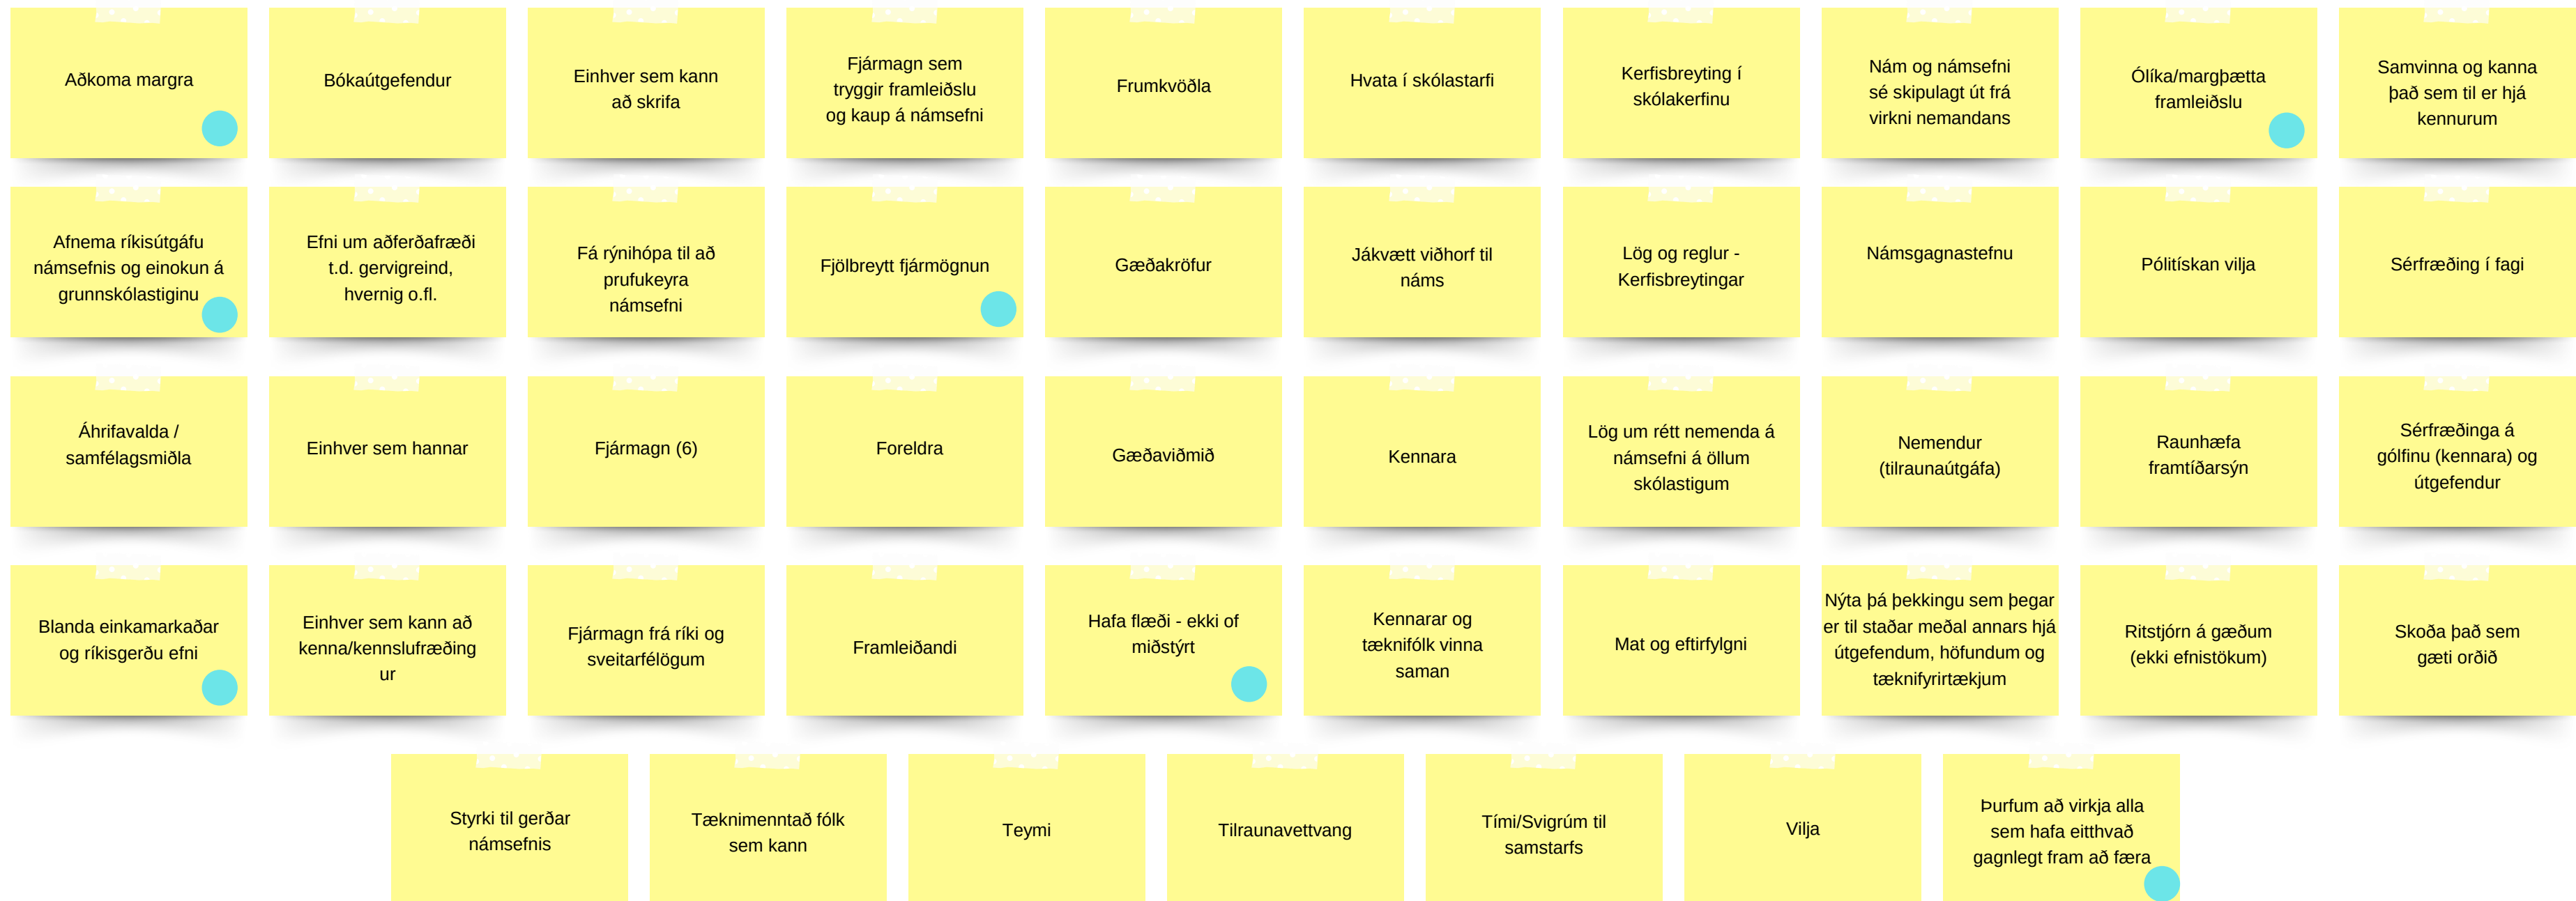 Aðkoma margra
Bókaútgefendur
Einhver sem kann
að skrifa
Fjármagn sem
tryggir framleiðslu
og kaup á námsefni
Frumkvöðla
Hvata í skólastarfi
Kerfisbreyting í
skólakerfinu
Nám og námsefni
sé skipulagt út frá
virkni nemandans
Ólíka/margþætta
framleiðslu
Samvinna og kanna
það sem til er hjá
kennurum
Afnema ríkisútgáfu
námsefnis og einokun á
grunnskólastiginu
Efni um aðferðafræði
t.d. gervigreind,
hvernig o.fl.
Fá rýnihópa til að
prufukeyra
námsefni
Fjölbreytt fjármögnun
Gæðakröfur
Jákvætt viðhorf til
náms
Lög og reglur -
Kerfisbreytingar
Námsgagnastefnu
Pólitískan vilja
Sérfræðing í fagi
Áhrifavalda /
samfélagsmiðla
Einhver sem hannar
Fjármagn (6)
Foreldra
Gæðaviðmið
Kennara
Lög um rétt nemenda á
námsefni á öllum
skólastigum
Nemendur
(tilraunaútgáfa)
Raunhæfa
framtíðarsýn
Sérfræðinga á
gólfinu (kennara) og
útgefendur
Blanda einkamarkaðar
og ríkisgerðu efni
Einhver sem kann að
kenna/kennslufræðing
ur
Fjármagn frá ríki og
sveitarfélögum
Framleiðandi
Hafa flæði - ekki of
miðstýrt
Kennarar og
tæknifólk vinna
saman
Mat og eftirfylgni
Nýta þá þekkingu sem þegar
er til staðar meðal annars hjá
útgefendum, höfundum og
tæknifyrirtækjum
Ritstjórn á gæðum
(ekki efnistökum)
Skoða það sem
gæti orðið
Styrki til gerðar
námsefnis
Tæknimenntað fólk
sem kann
Teymi
Tilraunavettvang
Tími/Svigrúm til
samstarfs
Vilja
Þurfum að virkja alla
sem hafa eitthvað
gagnlegt fram að færa